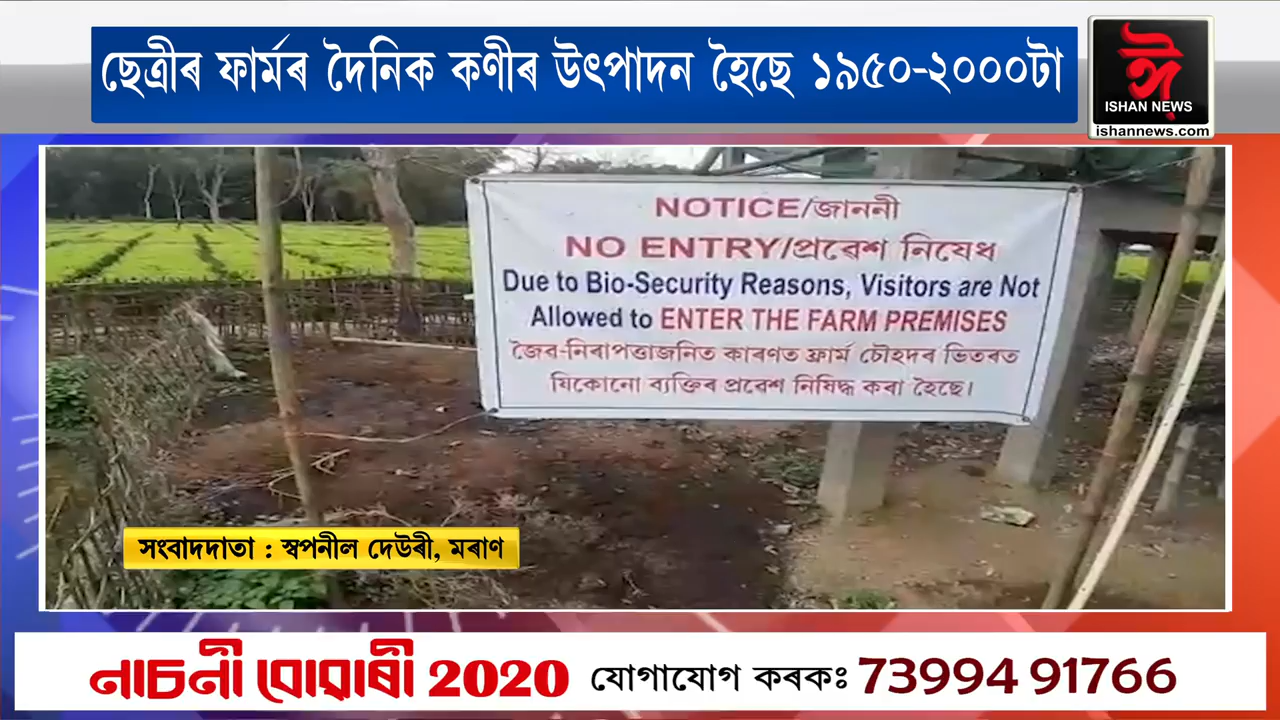 ছেত্ৰীৰ ফাৰ্মৰ দৈনিক কণীৰ উৎপাদন হৈছে ১৯৫০-২০০০টা
ঈ
ISHAN NEWS
ishannews.com
NOTICE/জাননী
NO ENTRY/প্ৰৱেশ নিষেধ
Due to Bio-Security Reasons, Visitors are Not
Allowed to ENTER THE FARM PREMISES
জৈৱ-নিৰাপত্তাজনিত কাৰণত ফাৰ্ম চৌহদৰ ভিতৰত
যিকোনো ব্যক্তিৰ প্ৰৱেশ নিষিদ্ধ কৰা হৈছে।
সংবাদদাতা : স্বপনীল দেউৰী, মৰাণ
নাচনী বোৱাৰী 2020 যোগাযোগ কৰকঃ 73994 91766